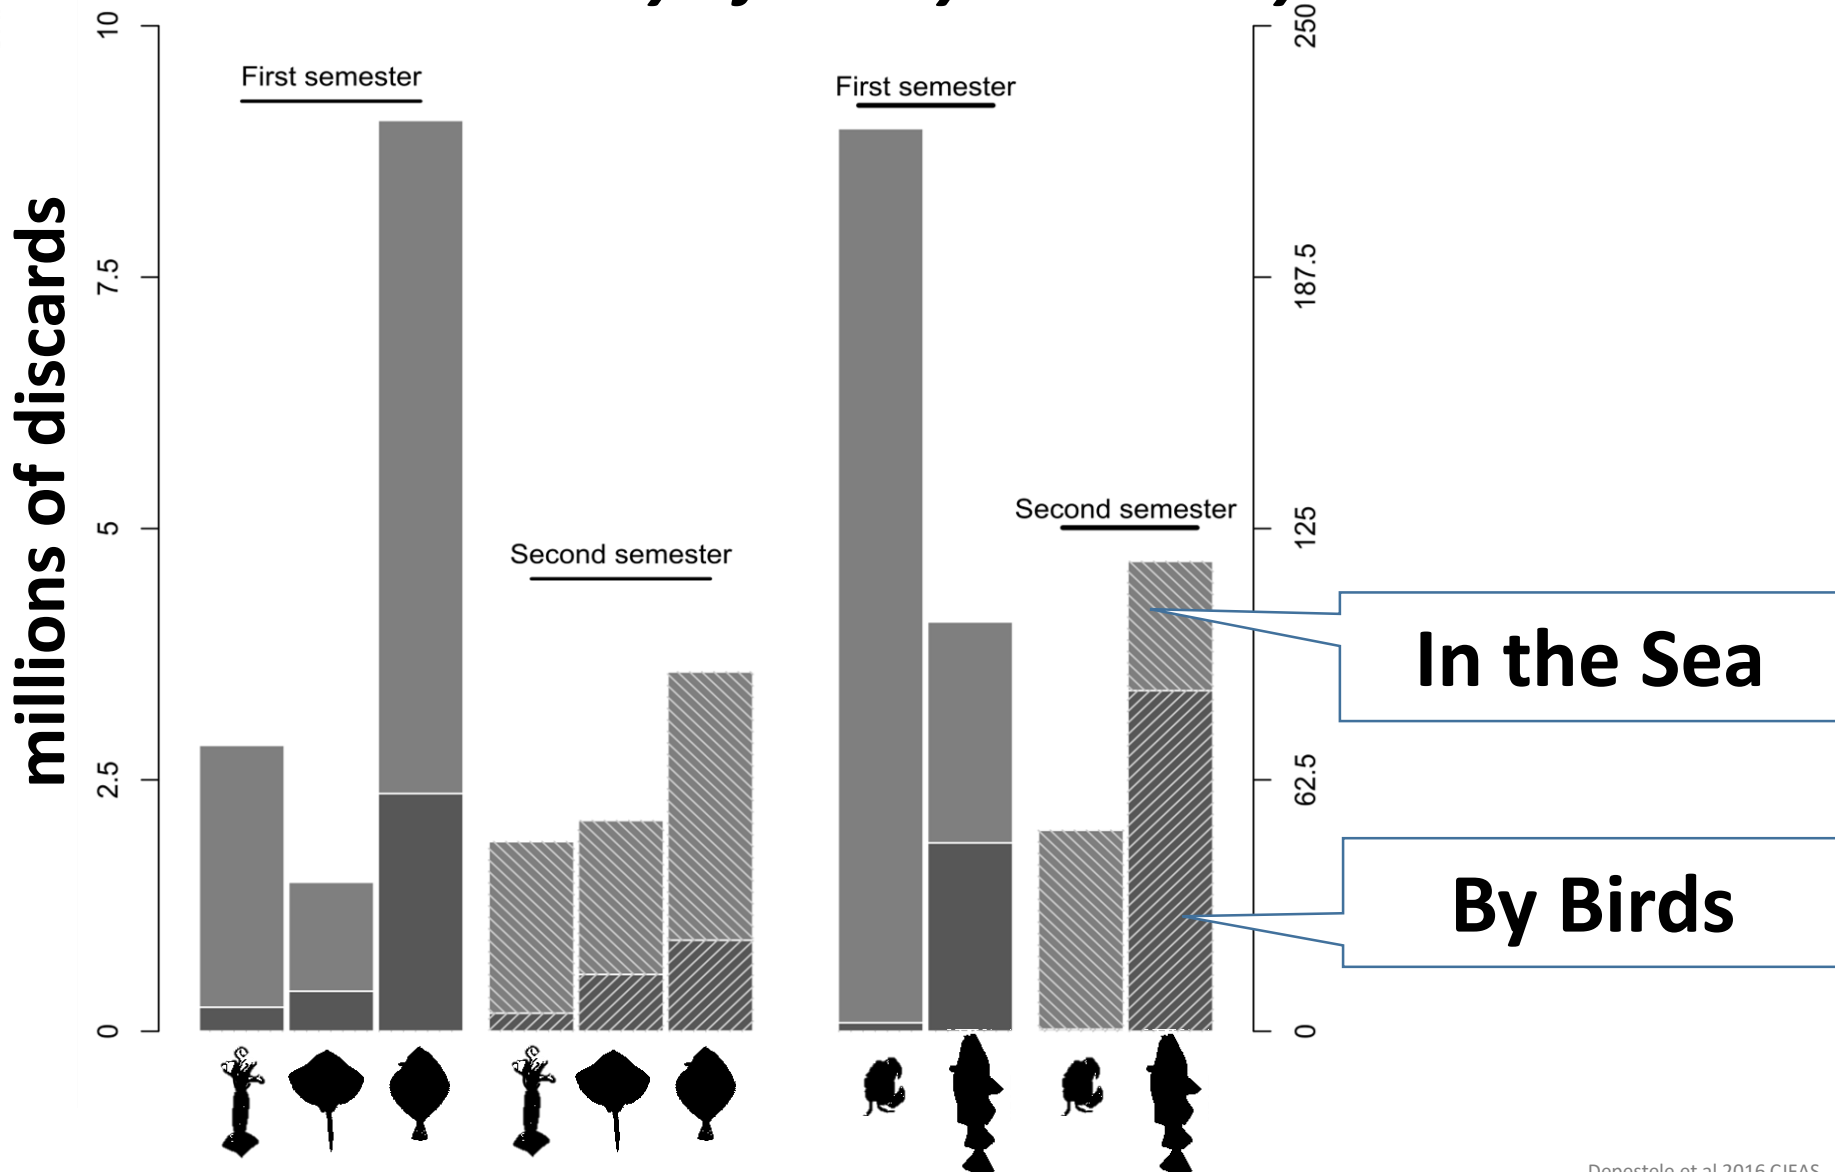 millions of discards
10
7.5
5
2.5
0
First semester
Second semester
First semester
Second semester
250
187.5
125
62.5
0
In the Sea
By Birds